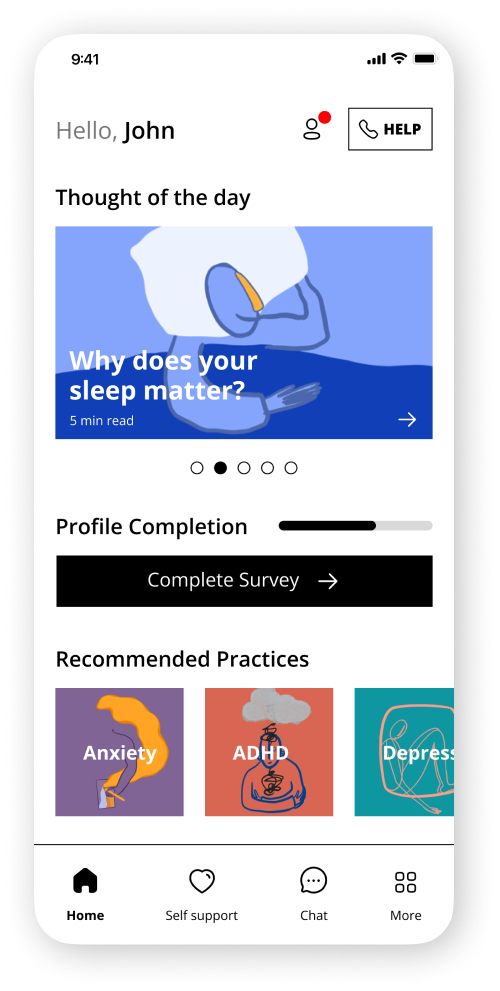 9:41
Hello, John
HELP
Thought of the day
Why does your
sleep matter?
5 min read
Profile Completion
Complete Survey
Recommended Practices
Anxiety
ADHD
Depress
Home
Self support
Chat
More